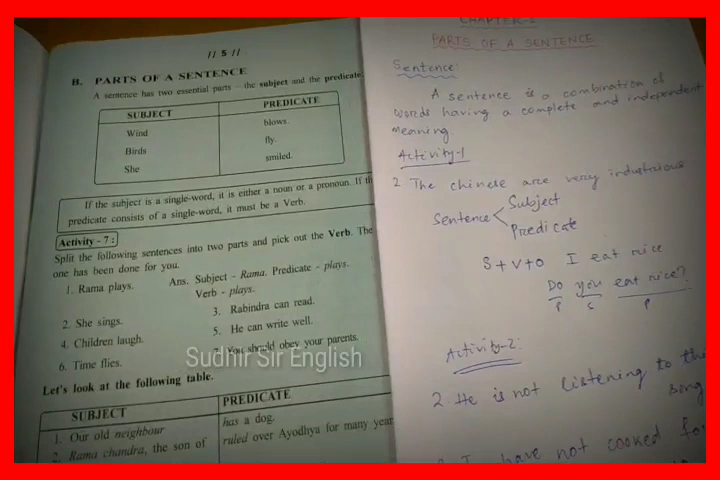 // 5 //
B. PARTS OF A SENTENCE
A sentence has two essential parts – the subject and the predicate.
SUBJECT PREDICATE
Wind blows.
Birds fly.
She smiled.
If the subject is a single-word, it is either a noun or a pronoun. If th
predicate consists of a single-word, it must be a Verb.
Activity - 7 :
Split the following sentences into two parts and pick out the Verb. The
one has been done for you.
1. Rama plays. Ans. Subject - Rama. Predicate - plays.
Verb - plays.
2. She sings. 3. Rabindra can read.
4. Children laugh. 5. He can write well.
6. Time flies. You should obey your parents.
Let's look at the following table.
SUBJECT PREDICATE
1. Our old neighbour has a dog.
2. Rama chandra, the son of ruled over Ayodhya for many year
Sudhir Sir English
CHAPTER-
PARTS OF A SENTENCE
Sentence:
A sentence is a combination of
words having a complete and independent
meaning.
Activity-1
2 The chinese are very industrious
Sentence Subject
Predicate
S+V+O I eat rice
Do you eat rice?
P S P
Activity-2:
2. He is not listening to the
song
I have not cooked fo